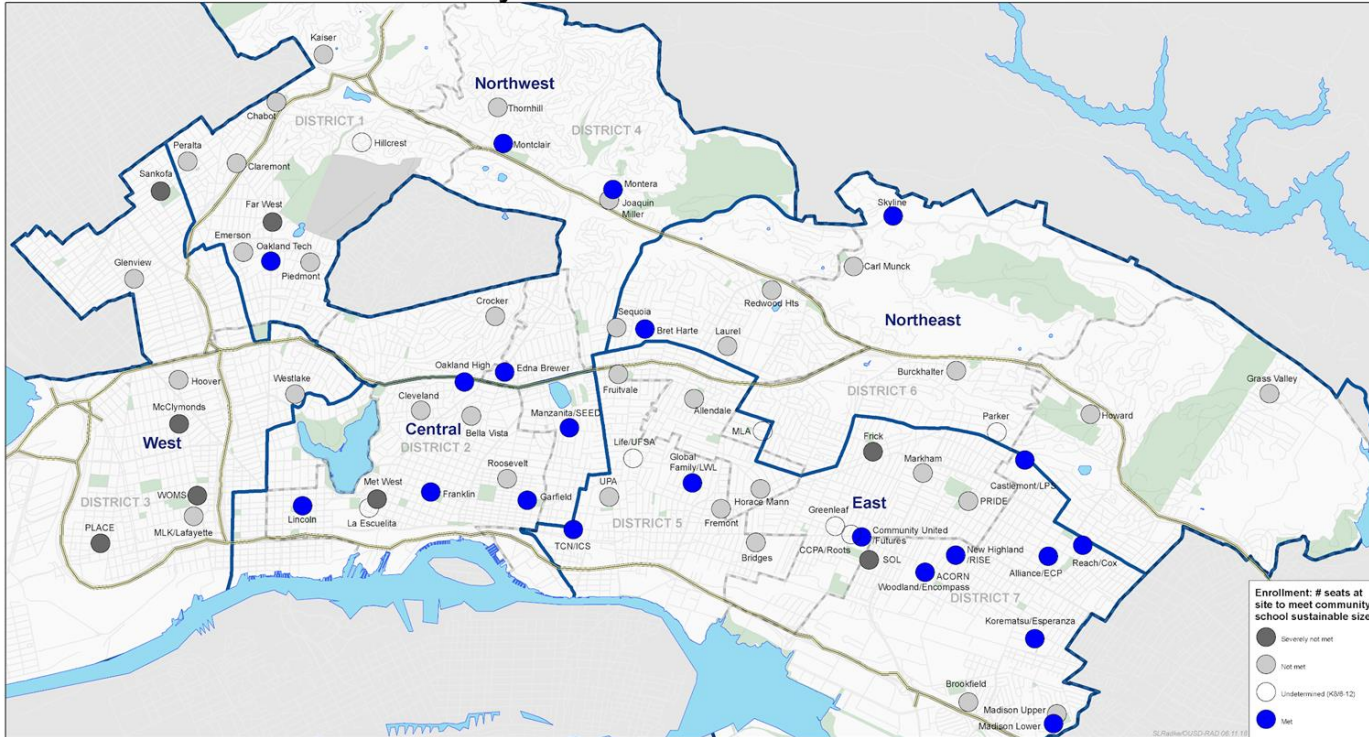 Kaiser
Northwest
Thornhill
Chabot
DISTRICT 1
DISTRICT 4
Hillcrest
Montclair
Peralta
Claremont
Sankofa
Montera
Far West
Joaquin
Miller
Skyline
Emerson
Oakland Tech
Glenview
Piedmont
Carl Munck
Redwood Hts
Crocker
Sequoia
Bret Harte
Laurel
Northeast
Oakland High
Edna Brewer
Hoover
Westlake
Fruitvale
Burckhalter
Grass Valley
McClymonds
Cleveland
Allendale
DISTRICT 6
Howard
Manzanita/SEED
Bella Vista
Parker
West
Central
DISTRICT 2
MLA
Frick
Life/UFSA
Global
Family/LWL
Markham
Castlemont/LPS
Roosevelt
UPA
Met West
Franklin
Garfield
Horace Mann
PRIDE
WOMS
DISTRICT 3
MLK/Lafayette
PLACE
Lincoln
La Escuelita
DISTRICT 5
Fremont
East
Greenleaf
Community United
/Futures
TCN/ICS
Bridges
CCPA/Roots
SOL
New Highland
/RISE
Alliance/ECP
Reach/Cox
ACORN
Woodland/Encompass
DISTRICT 7
Korematsu/Esperanza
Brookfield
Madison Upper
Madison Lower
Enrollment: # seats at
site to meet community
school sustainable size
Severely not met
Not met
Undetermined (K8/6-12)
Met